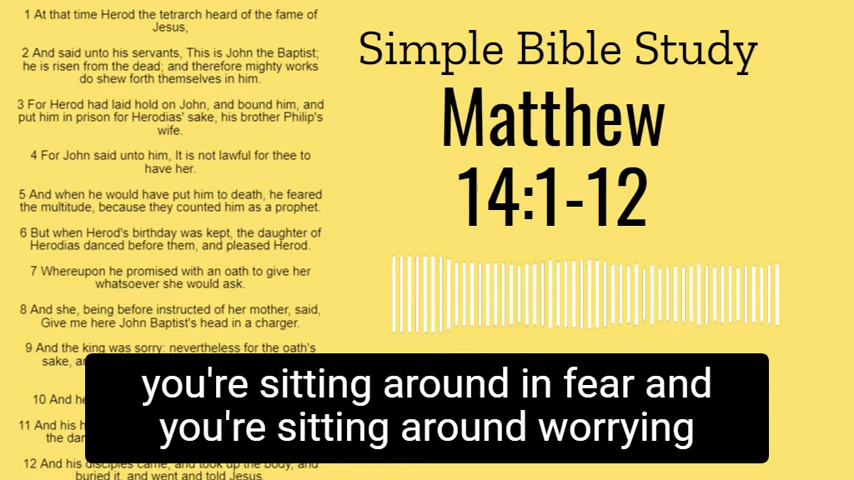 1 At that time Herod the tetrarch heard of the fame of
Jesus,
2 And said unto his servants, This is John the Baptist;
he is risen from the dead; and therefore mighty works
do shew forth themselves in him.
3 For Herod had laid hold on John, and bound him, and
put him in prison for Herodias' sake, his brother Philip's
wife.
4 For John said unto him, It is not lawful for thee to
have her.
5 And when he would have put him to death, he feared
the multitude, because they counted him as a prophet.
6 But when Herod's birthday was kept, the daughter of
Herodias danced before them, and pleased Herod.
7 Whereupon he promised with an oath to give her
whatsoever she would ask.
8 And she, being before instructed of her mother, said,
Give me here John Baptist's head in a charger.
9 And the king was sorry: nevertheless for the oath's
sake,
10 And he
11 And his
the
12 And his disciples came, and took up the body, and
buried it, and went and told Jesus.
Simple Bible Study
Matthew
14:1-12
you're sitting around in fear and
you're sitting around worrying